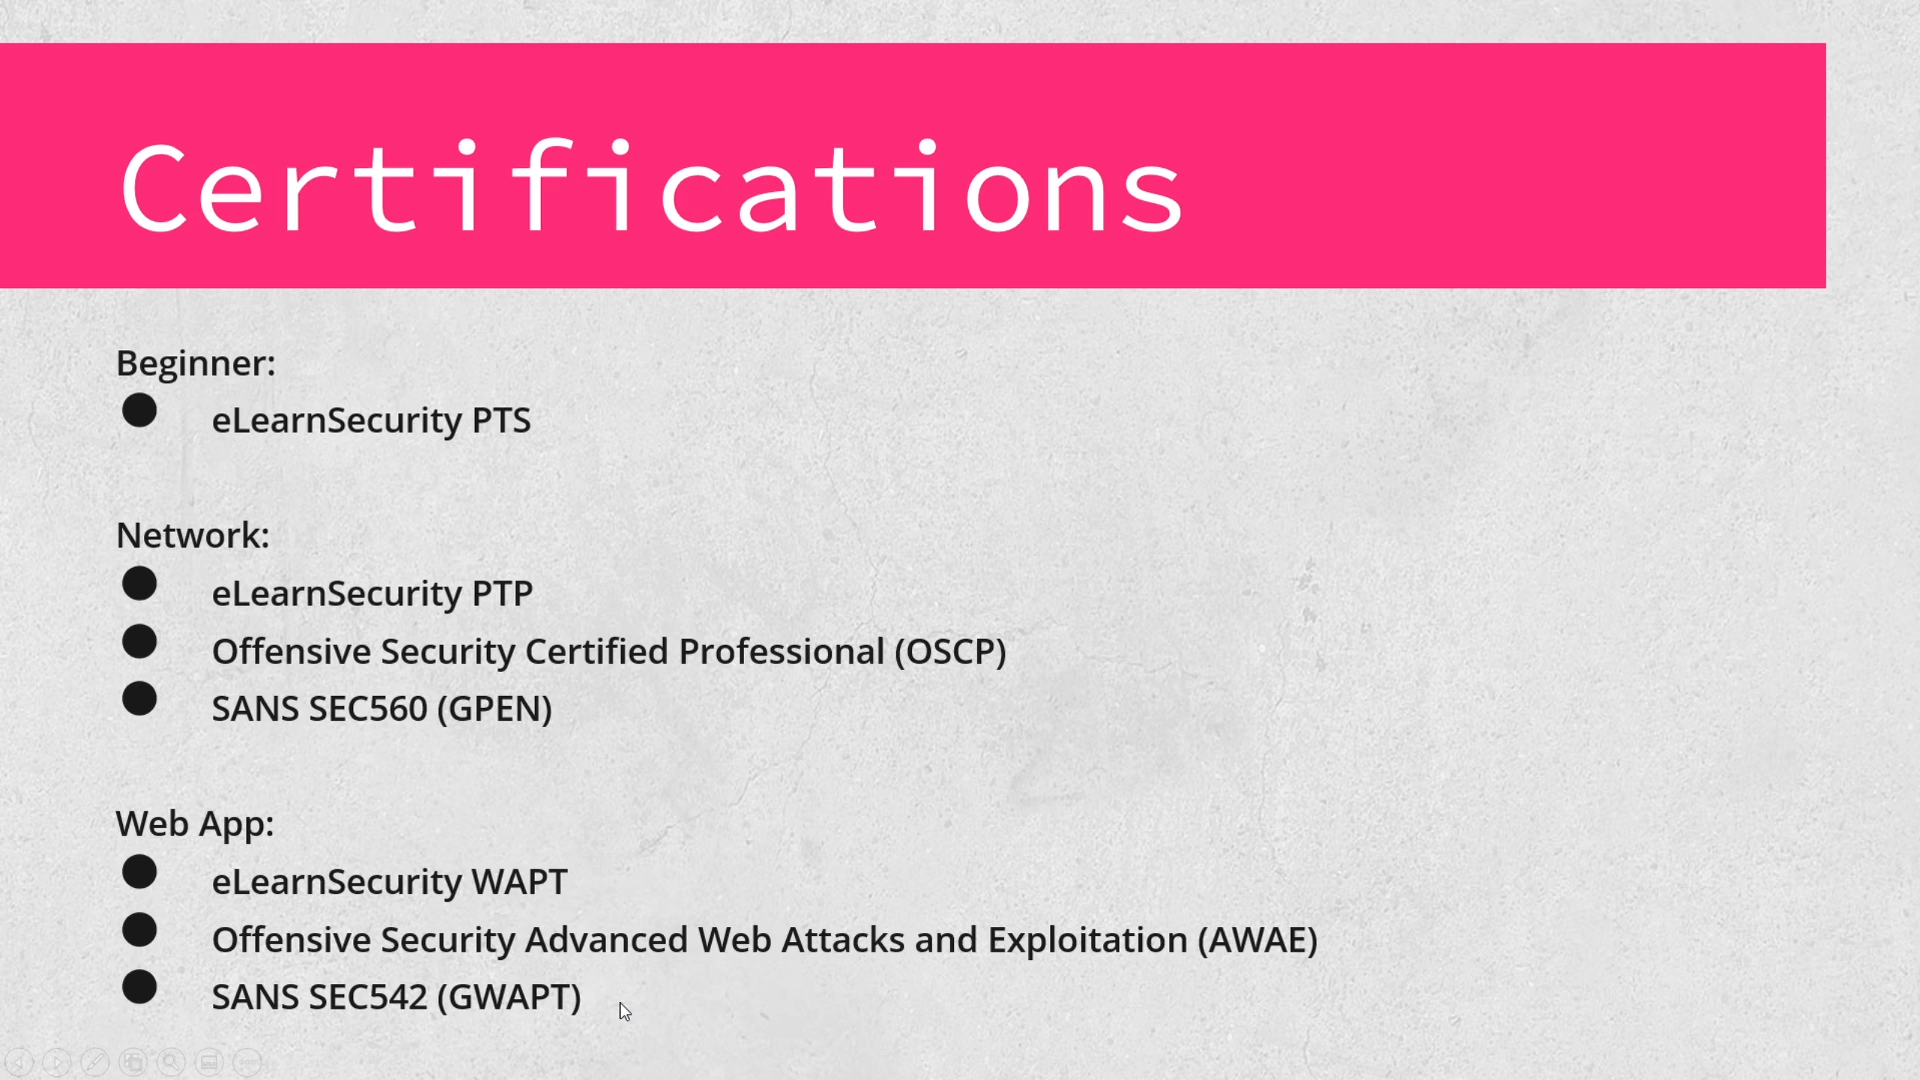 Certifications
Beginner:
eLearnSecurity PTS
Network:
eLearnSecurity PTP
Offensive Security Certified Professional (OSCP)
SANS SEC560 (GPEN)
Web App:
eLearnSecurity WAPT
Offensive Security Advanced Web Attacks and Exploitation (AWAE)
SANS SEC542 (GWAPT)